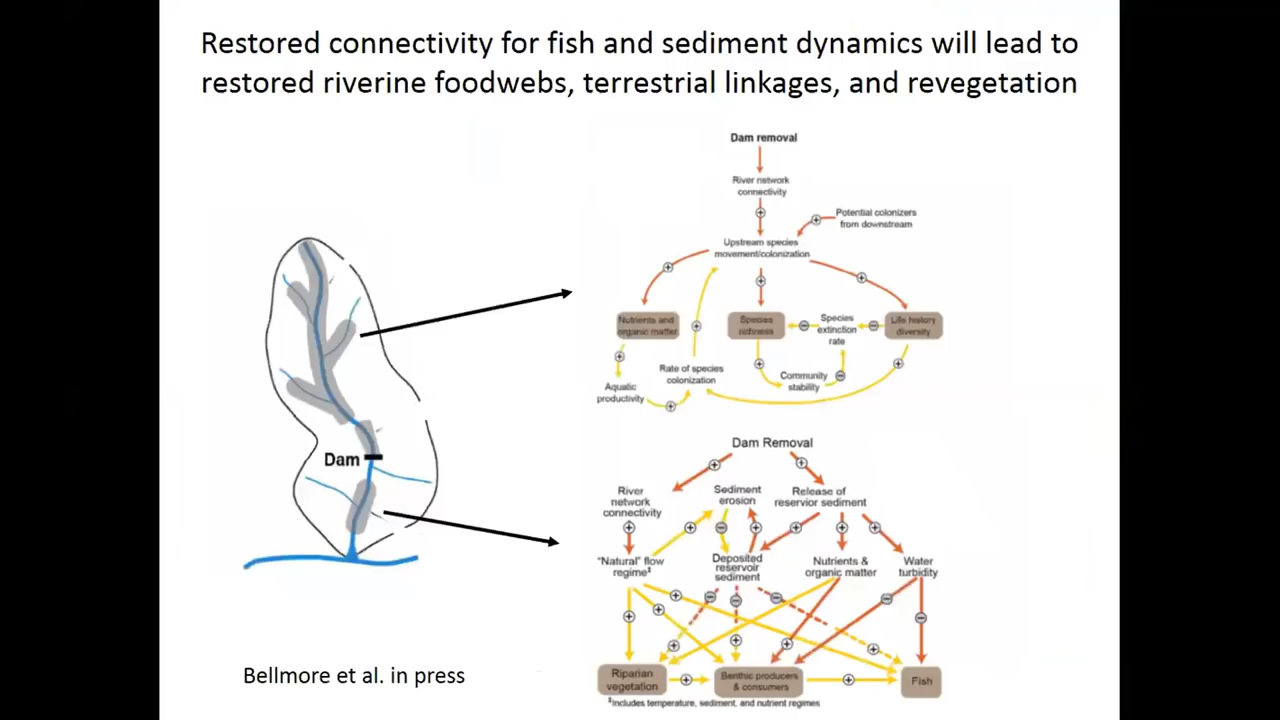 Restored connectivity for fish and sediment dynamics will lead to
restored riverine foodwebs, terrestrial linkages, and revegetation
Dam removal
River network
connectivity
Potential colonizers
from downstream
Upstream species
movement/colonization
Nutrients and
organic matter
Species
richness
Species
extinction
rate
Life history
diversity
Rate of species
colonization
Community
stability
Aquatic
productivity
Dam
Dam Removal
River
network
connectivity
Sediment
erosion
Release of
reservior sediment
"Natural" flow
regime‡
Deposited
reservoir
sediment
Nutrients &
organic matter
Water
turbidity
Riparian
vegetation
Benthic producers
& consumers
Fish
‡Includes temperature, sediment, and nutrient regimes
Bellmore et al. in press